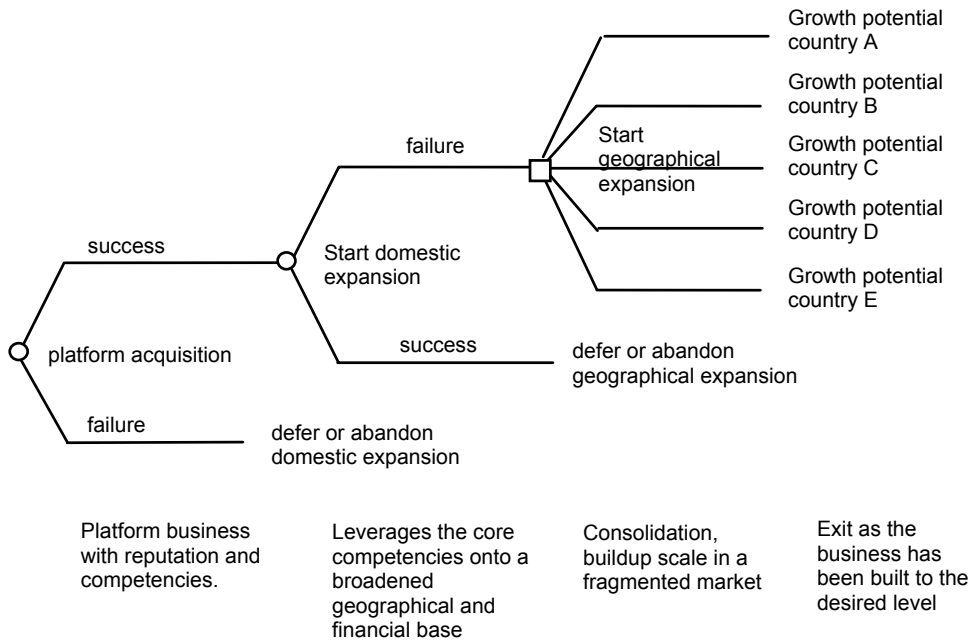 Growth potential
country A
Growth potential
country B
failure
Start
geographical
expansion
Growth potential
country C
Growth potential
country D
success
Start domestic
expansion
Growth potential
country E
platform acquisition
success
defer or abandon
geographical expansion
failure
defer or abandon
domestic expansion
Platform business
with reputation and
competencies.
Leverages the core
competencies onto a
broadened
geographical and
financial base
Consolidation,
buildup scale in a
fragmented market
Exit as the
business has
been built to the
desired level